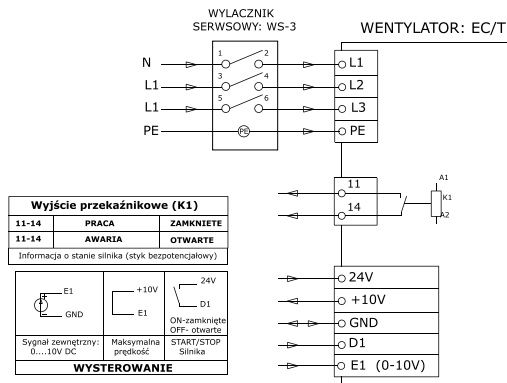 WYLACZNIK
SERWSOWY: WS-3
WENTYLATOR: EC/T
N 1 2 L1
L1 3 4 L2
L1 5 6 L3
PE PE PE
11
14
A1
K1
A2
Wyjście przekaźnikowe (K1)
11-14 PRACA ZAMKNIETE
11-14 AWARIA OTWARTE
Informacja o stanie silnika (styk bezpotencjałowy)
E1
GND
+10V
E1
24V
D1
ON-zamknięte
OFF- otwarte
Sygnał zewnętrzny:
0....10V DC
Maksymalna
prędkość
START/STOP
Silnika
WYSTEROWANIE
24V
+10V
GND
D1
E1 (0-10V)